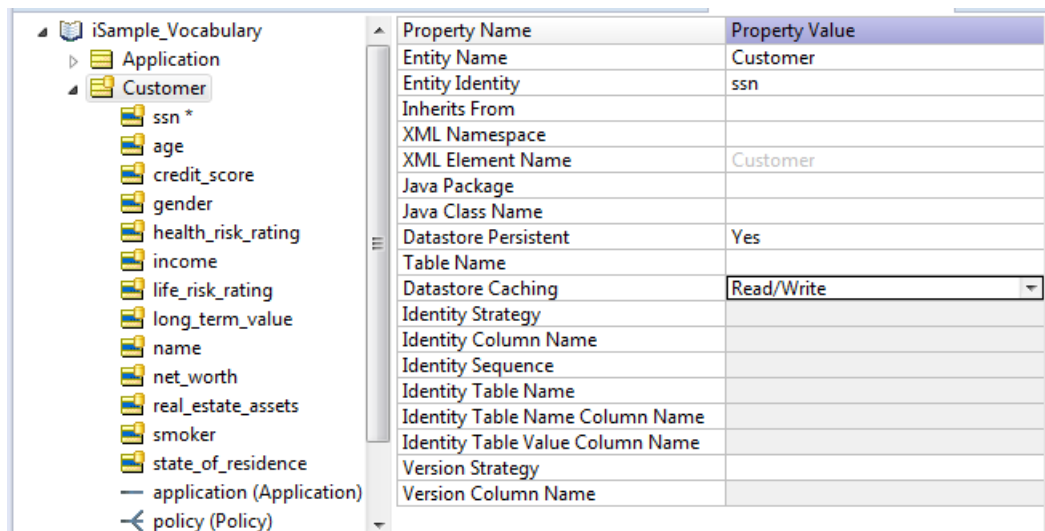 iSample_Vocabulary
Application
Customer
ssn *
age
credit_score
gender
health_risk_rating
income
life_risk_rating
long_term_value
name
net_worth
real_estate_assets
smoker
state_of_residence
application (Application)
policy (Policy)
Property Name Property Value
Entity Name Customer
Entity Identity ssn
Inherits From
XML Namespace
XML Element Name Customer
Java Package
Java Class Name
Datastore Persistent Yes
Table Name
Datastore Caching Read/Write
Identity Strategy
Identity Column Name
Identity Sequence
Identity Table Name
Identity Table Name Column Name
Identity Table Value Column Name
Version Strategy
Version Column Name